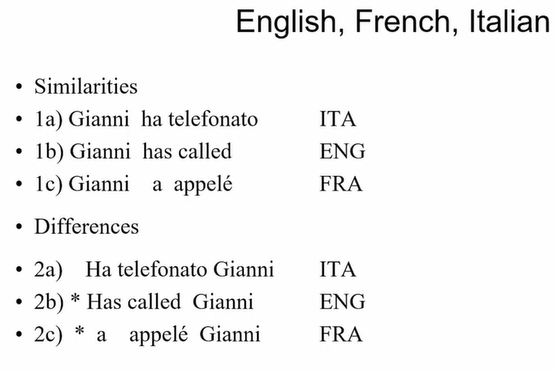 English, French, Italian
• Similarities
• 1a) Gianni ha telefonato ITA
• 1b) Gianni has called ENG
• 1c) Gianni a appelé FRA
• Differences
• 2a) Ha telefonato Gianni ITA
• 2b) * Has called Gianni ENG
• 2c) * a appelé Gianni FRA